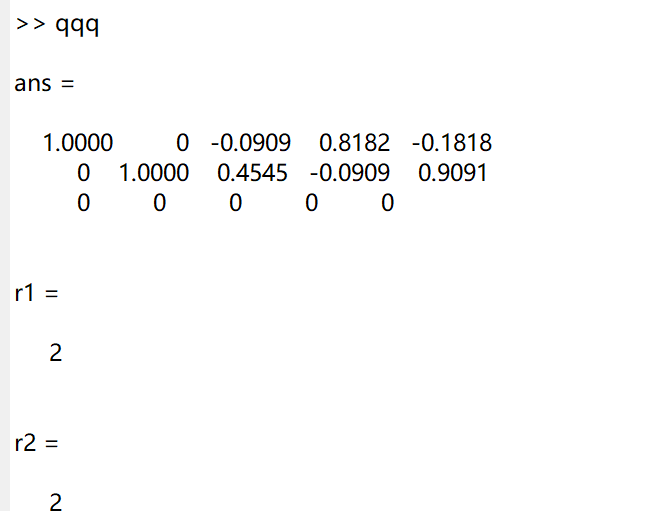 >> qqq
ans =
1.0000 0 -0.0909 0.8182 -0.1818
0 1.0000 0.4545 -0.0909 0.9091
0 0 0 0 0
r1 =
2
r2 =
2